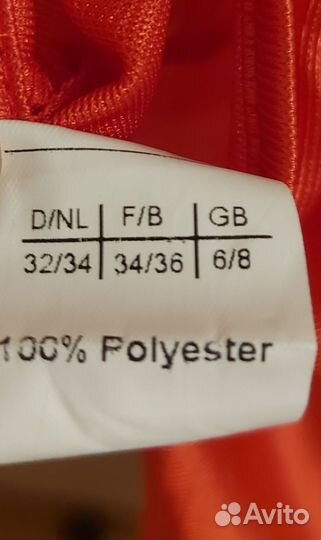 D/NL | F/B | GB
32/34 | 34/36 | 6/8
100% Polyester
Avito